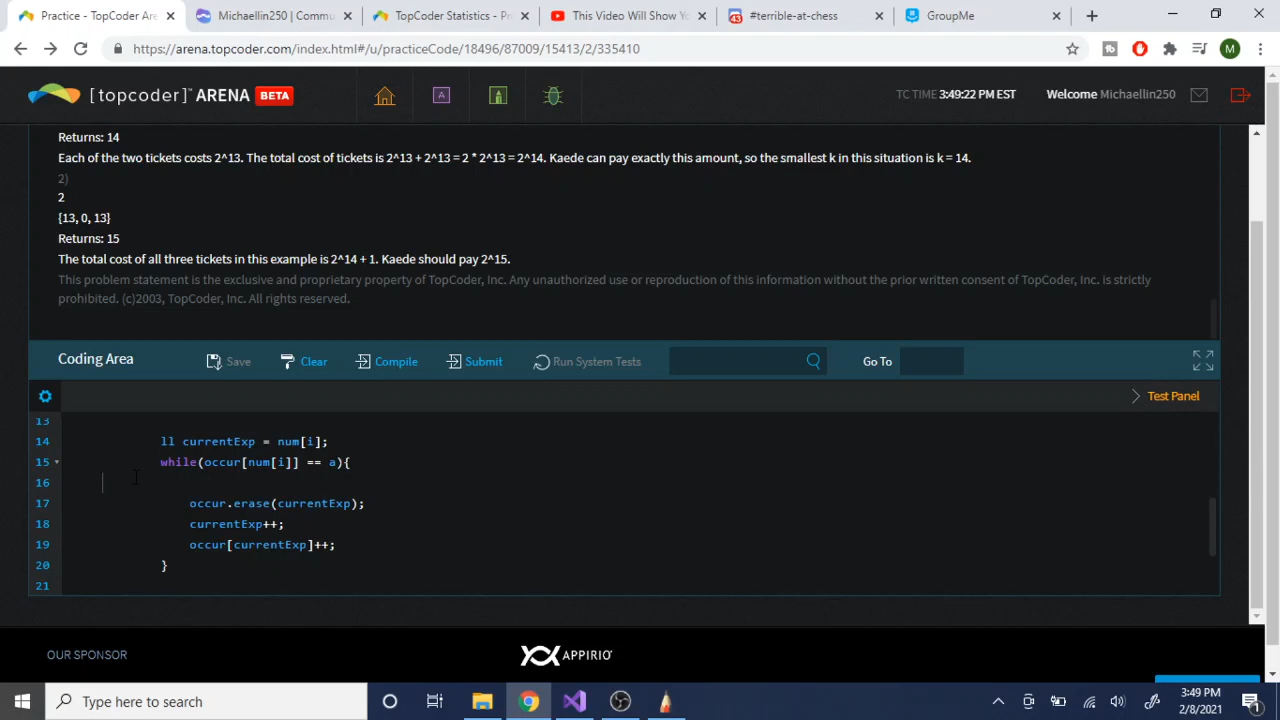 Practice - TopCoder Are
Michaellin250 | Commu
TopCoder Statistics - Pr
This Video Will Show Yo
43
#terrible-at-chess
GroupMe
https://arena.topcoder.com/index.html#/u/practiceCode/18496/87009/15413/2/335410
M
[topcoder]™ ARENA BETA
A
TC TIME 3:49:22 PM EST
Welcome Michaellin250
Returns: 14
Each of the two tickets costs 2^13. The total cost of tickets is 2^13 + 2^13 = 2 * 2^13 = 2^14. Kaede can pay exactly this amount, so the smallest k in this situation is k = 14.
2)
2
{13, 0, 13}
Returns: 15
The total cost of all three tickets in this example is 2^14 + 1. Kaede should pay 2^15.
This problem statement is the exclusive and proprietary property of TopCoder, Inc. Any unauthorized use or reproduction of this information without the prior written consent of TopCoder, Inc. is strictly
prohibited. (c)2003, TopCoder, Inc. All rights reserved.
Coding Area
Save
Clear
Compile
Submit
Run System Tests
Go To
Test Panel
13
14 ll currentExp = num[i];
15 while(occur[num[i]] == a){
16
17 occur.erase(currentExp);
18 currentExp++;
19 occur[currentExp]++;
20 }
21
OUR SPONSOR
APPIRIO
Type here to search
3:49 PM
2/8/2021
1